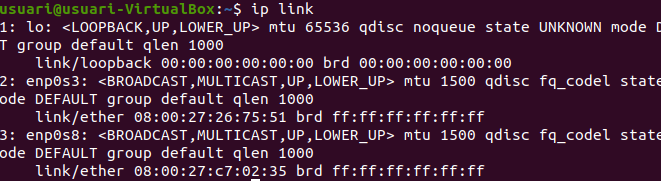 usuari@usuari-VirtualBox:~$ ip link
1: lo: <LOOPBACK,UP,LOWER_UP> mtu 65536 qdisc noqueue state UNKNOWN mode D
T group default qlen 1000
    link/loopback 00:00:00:00:00:00 brd 00:00:00:00:00:00
2: enp0s3: <BROADCAST,MULTICAST,UP,LOWER_UP> mtu 1500 qdisc fq_codel state
ode DEFAULT group default qlen 1000
    link/ether 08:00:27:26:75:51 brd ff:ff:ff:ff:ff:ff
3: enp0s8: <BROADCAST,MULTICAST,UP,LOWER_UP> mtu 1500 qdisc fq_codel state
ode DEFAULT group default qlen 1000
    link/ether 08:00:27:c7:02:35 brd ff:ff:ff:ff:ff:ff